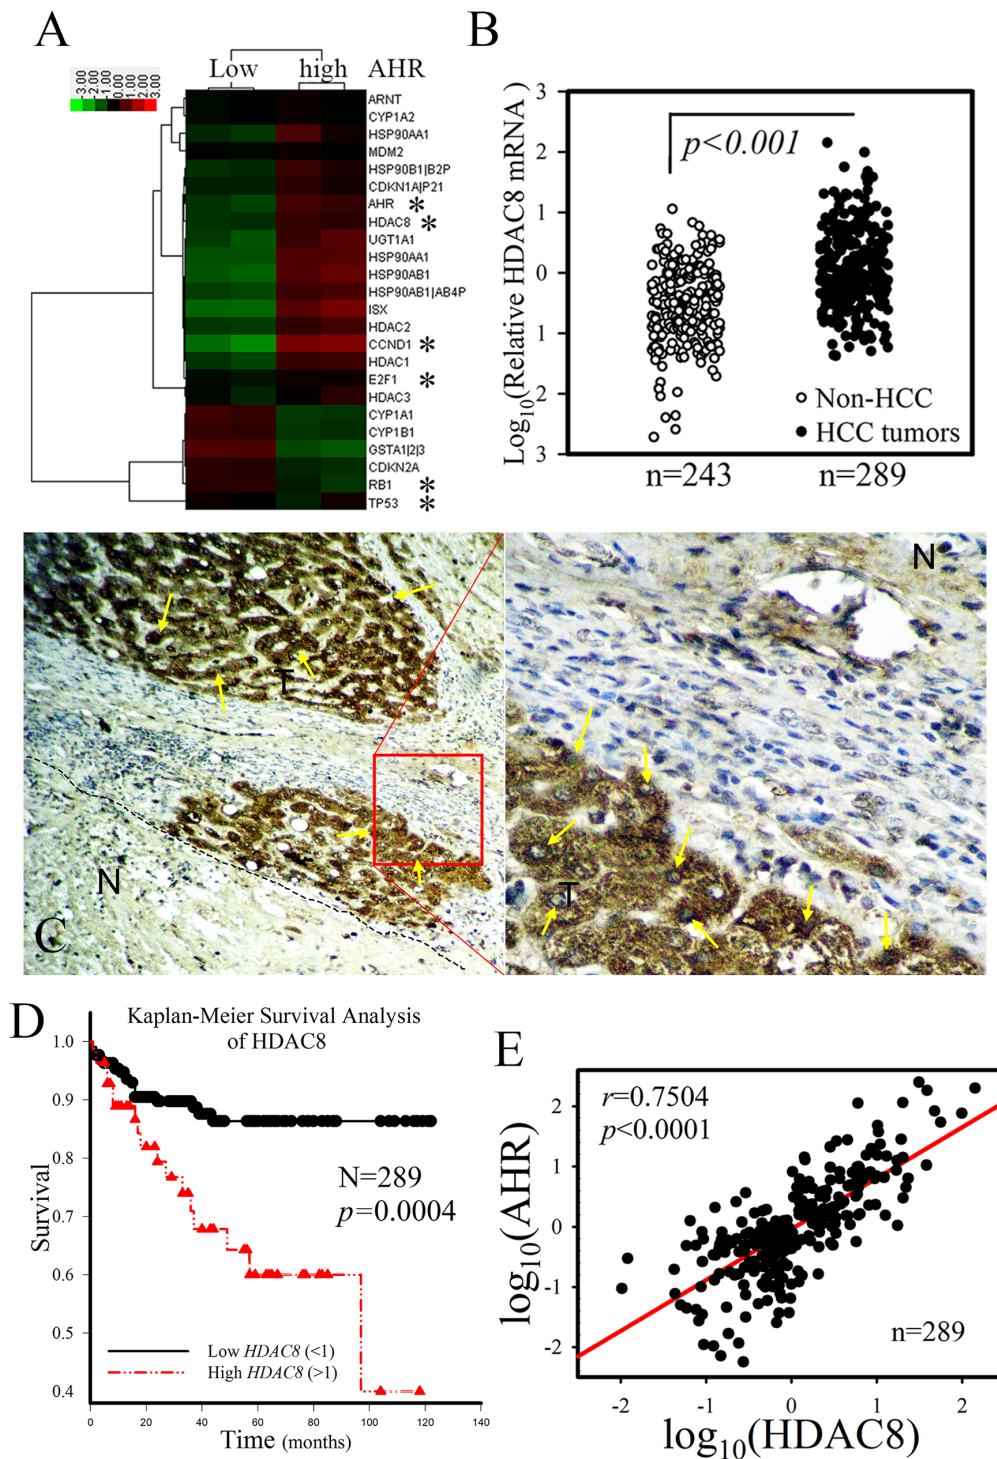 A
B
Low high AHR
3.00 2.00 1.00 0.00 1.00 2.00 3.00
ARNT
CYP1A2
HSP90AA1
MDM2
HSP90B1|B2P
CDKN1A|P21
AHR *
HDAC8 *
UGT1A1
HSP90AA1
HSP90AB1
HSP90AB1|AB4P
ISX
HDAC2
CCND1 *
HDAC1
E2F1 *
HDAC3
CYP1A1
CYP1B1
GSTA1|2|3
CDKN2A
RB1 *
TP53 *
Log10(Relative HDAC8 mRNA)
3
2
1
0
1
2
3
p<0.001
Non-HCC
HCC tumors
n=243 n=289
T
N
C
N
T
D
Kaplan-Meier Survival Analysis
of HDAC8
Survival
1.0
0.9
0.8
0.7
0.6
0.5
0.4
N=289
p=0.0004
Low HDAC8 (<1)
High HDAC8 (>1)
0 20 40 60 80 100 120 140
Time (months)
E
r=0.7504
p<0.0001
log10(AHR)
2
1
0
-1
-2
n=289
-2 -1 0 1 2
log10(HDAC8)